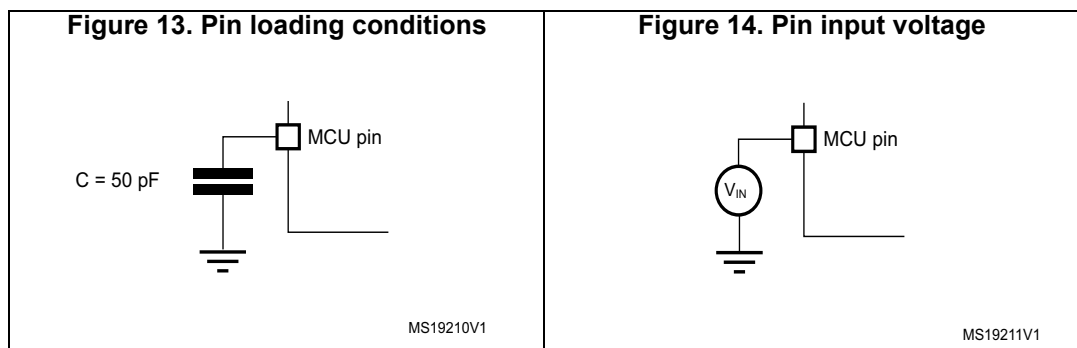 Figure 13. Pin loading conditions
MCU pin
C = 50 pF
MS19210V1
Figure 14. Pin input voltage
MCU pin
VIN
MS19211V1